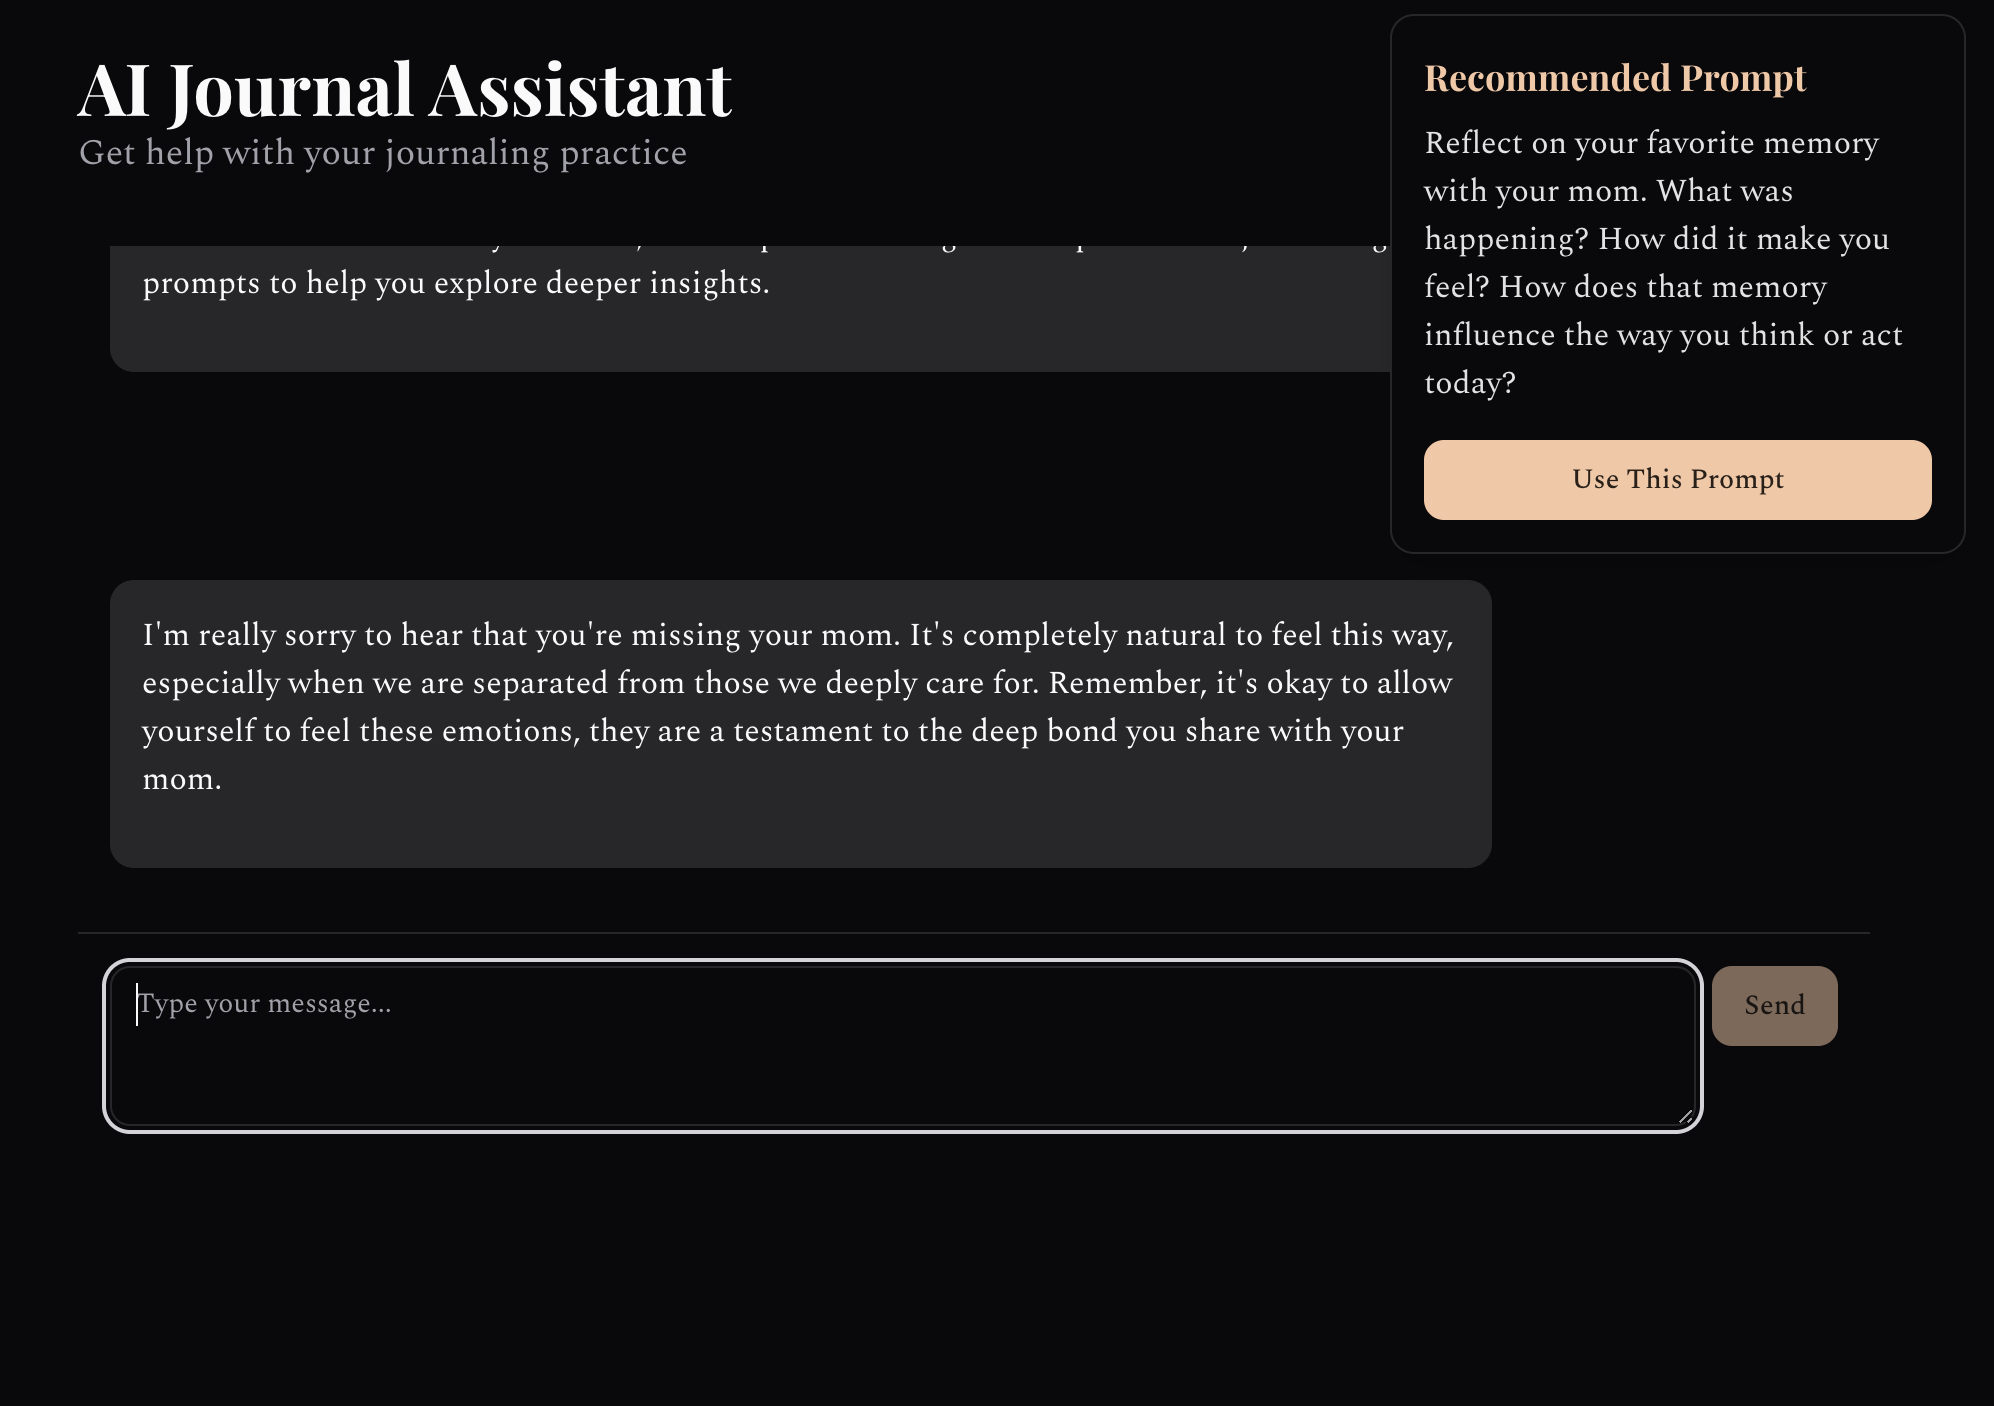 AI Journal Assistant
Get help with your journaling practice
prompts to help you explore deeper insights.
I'm really sorry to hear that you're missing your mom. It's completely natural to feel this way,
especially when we are separated from those we deeply care for. Remember, it's okay to allow
yourself to feel these emotions, they are a testament to the deep bond you share with your
mom.
Type your message...
Send
Recommended Prompt
Reflect on your favorite memory
with your mom. What was
happening? How did it make you
feel? How does that memory
influence the way you think or act
today?
Use This Prompt